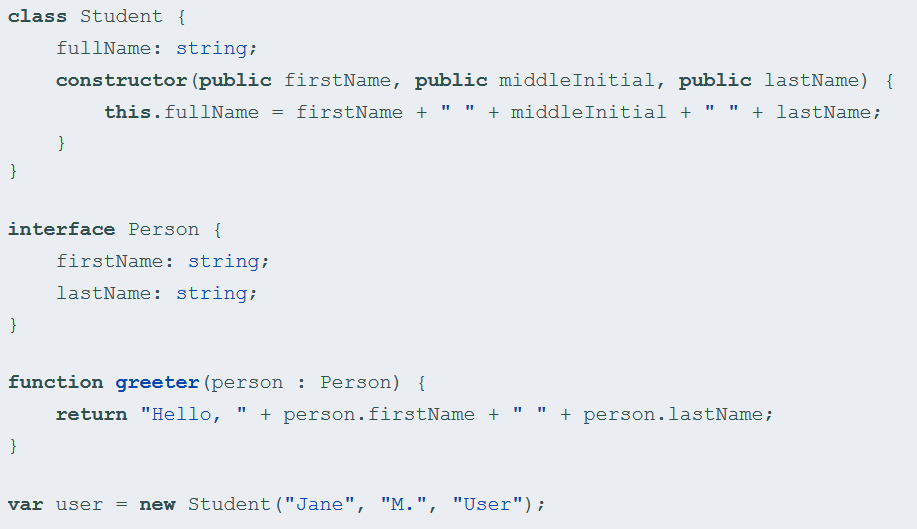 class Student {
    fullName: string;
    constructor(public firstName, public middleInitial, public lastName) {
        this.fullName = firstName + " " + middleInitial + " " + lastName;
    }
}

interface Person {
    firstName: string;
    lastName: string;
}

function greeter(person : Person) {
    return "Hello, " + person.firstName + " " + person.lastName;
}

var user = new Student("Jane", "M.", "User");